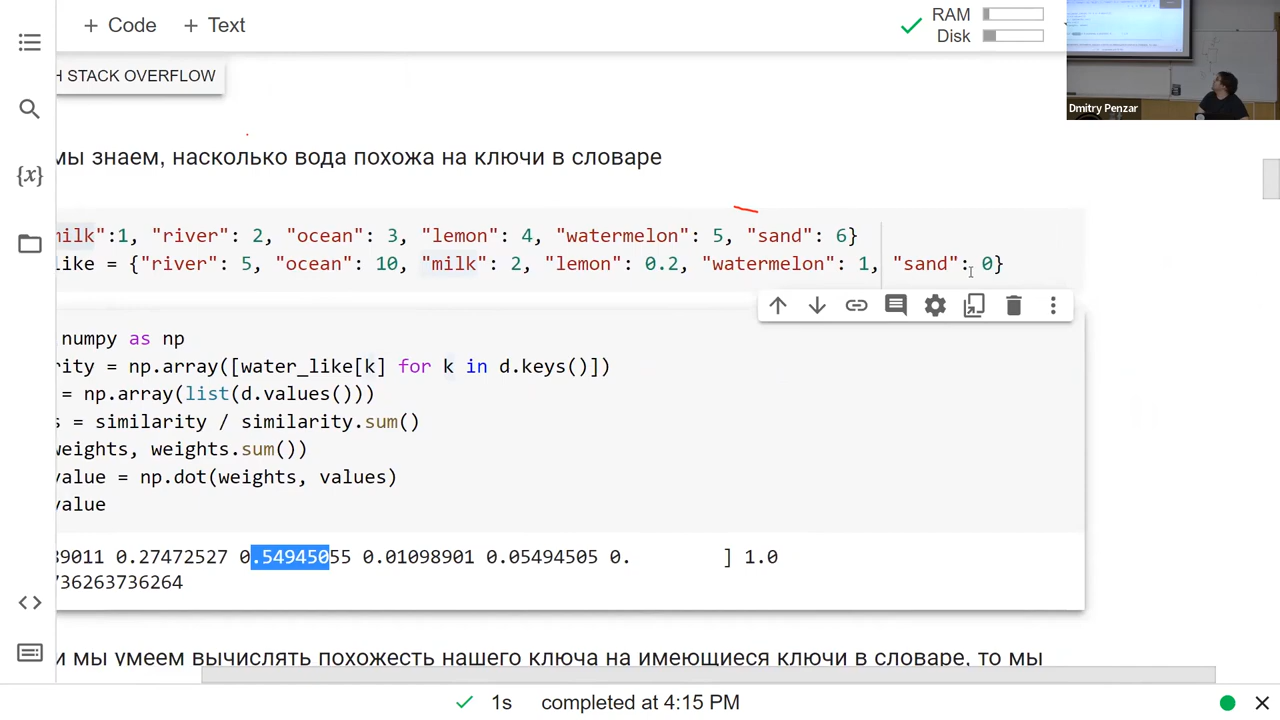 + Code + Text
RAM
Disk
H STACK OVERFLOW
Dmitry Penzar
мы знаем, насколько вода похожа на ключи в словаре
milk":1, "river": 2, "ocean": 3, "lemon": 4, "watermelon": 5, "sand": 6}
like = {"river": 5, "ocean": 10, "milk": 2, "lemon": 0.2, "watermelon": 1, "sand": 0}
numpy as np
rity = np.array([water_like[k] for k in d.keys()])
= np.array(list(d.values()))
s = similarity / similarity.sum()
weights, weights.sum())
value = np.dot(weights, values)
value
89011 0.27472527 0.54945055 0.01098901 0.05494505 0. ] 1.0
736263736264
и мы умеем вычислять похожесть нашего ключа на имеющиеся ключи в словаре, то мы
1s completed at 4:15 PM